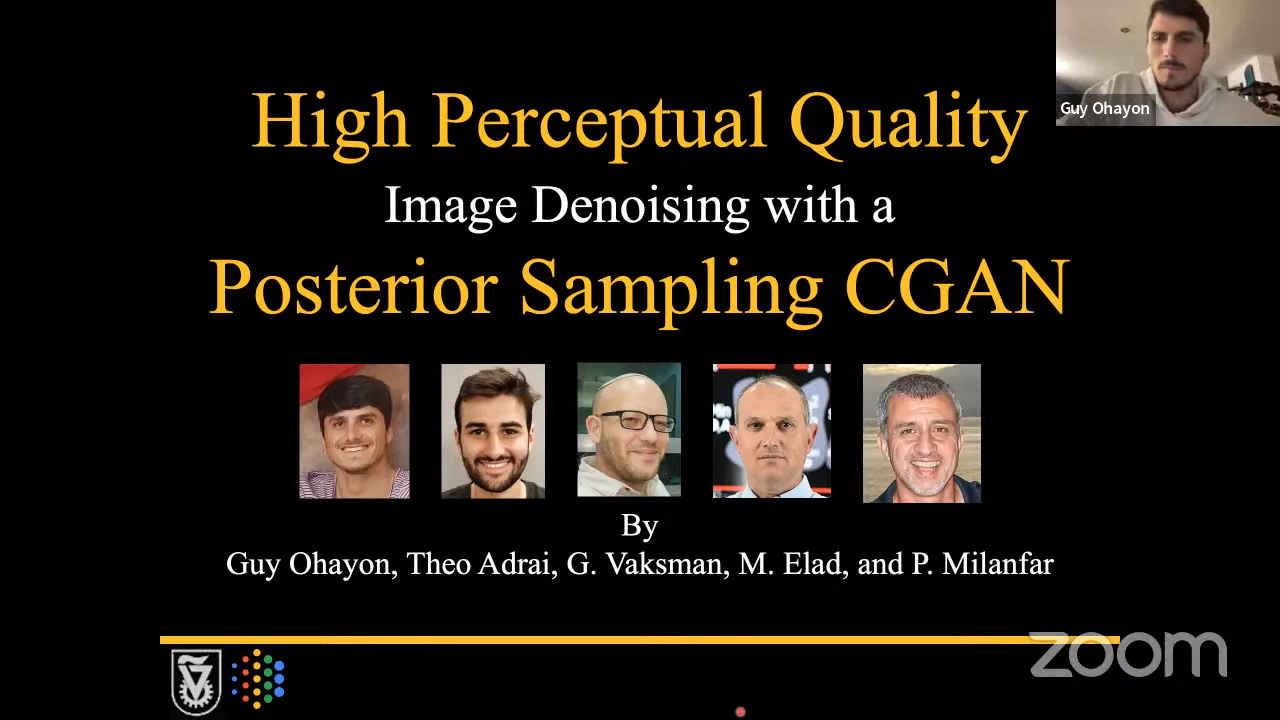 High Perceptual Quality
Guy Ohayon
Image Denoising with a
Posterior Sampling CGAN
By
Guy Ohayon, Theo Adrai, G. Vaksman, M. Elad, and P. Milanfar
zoom